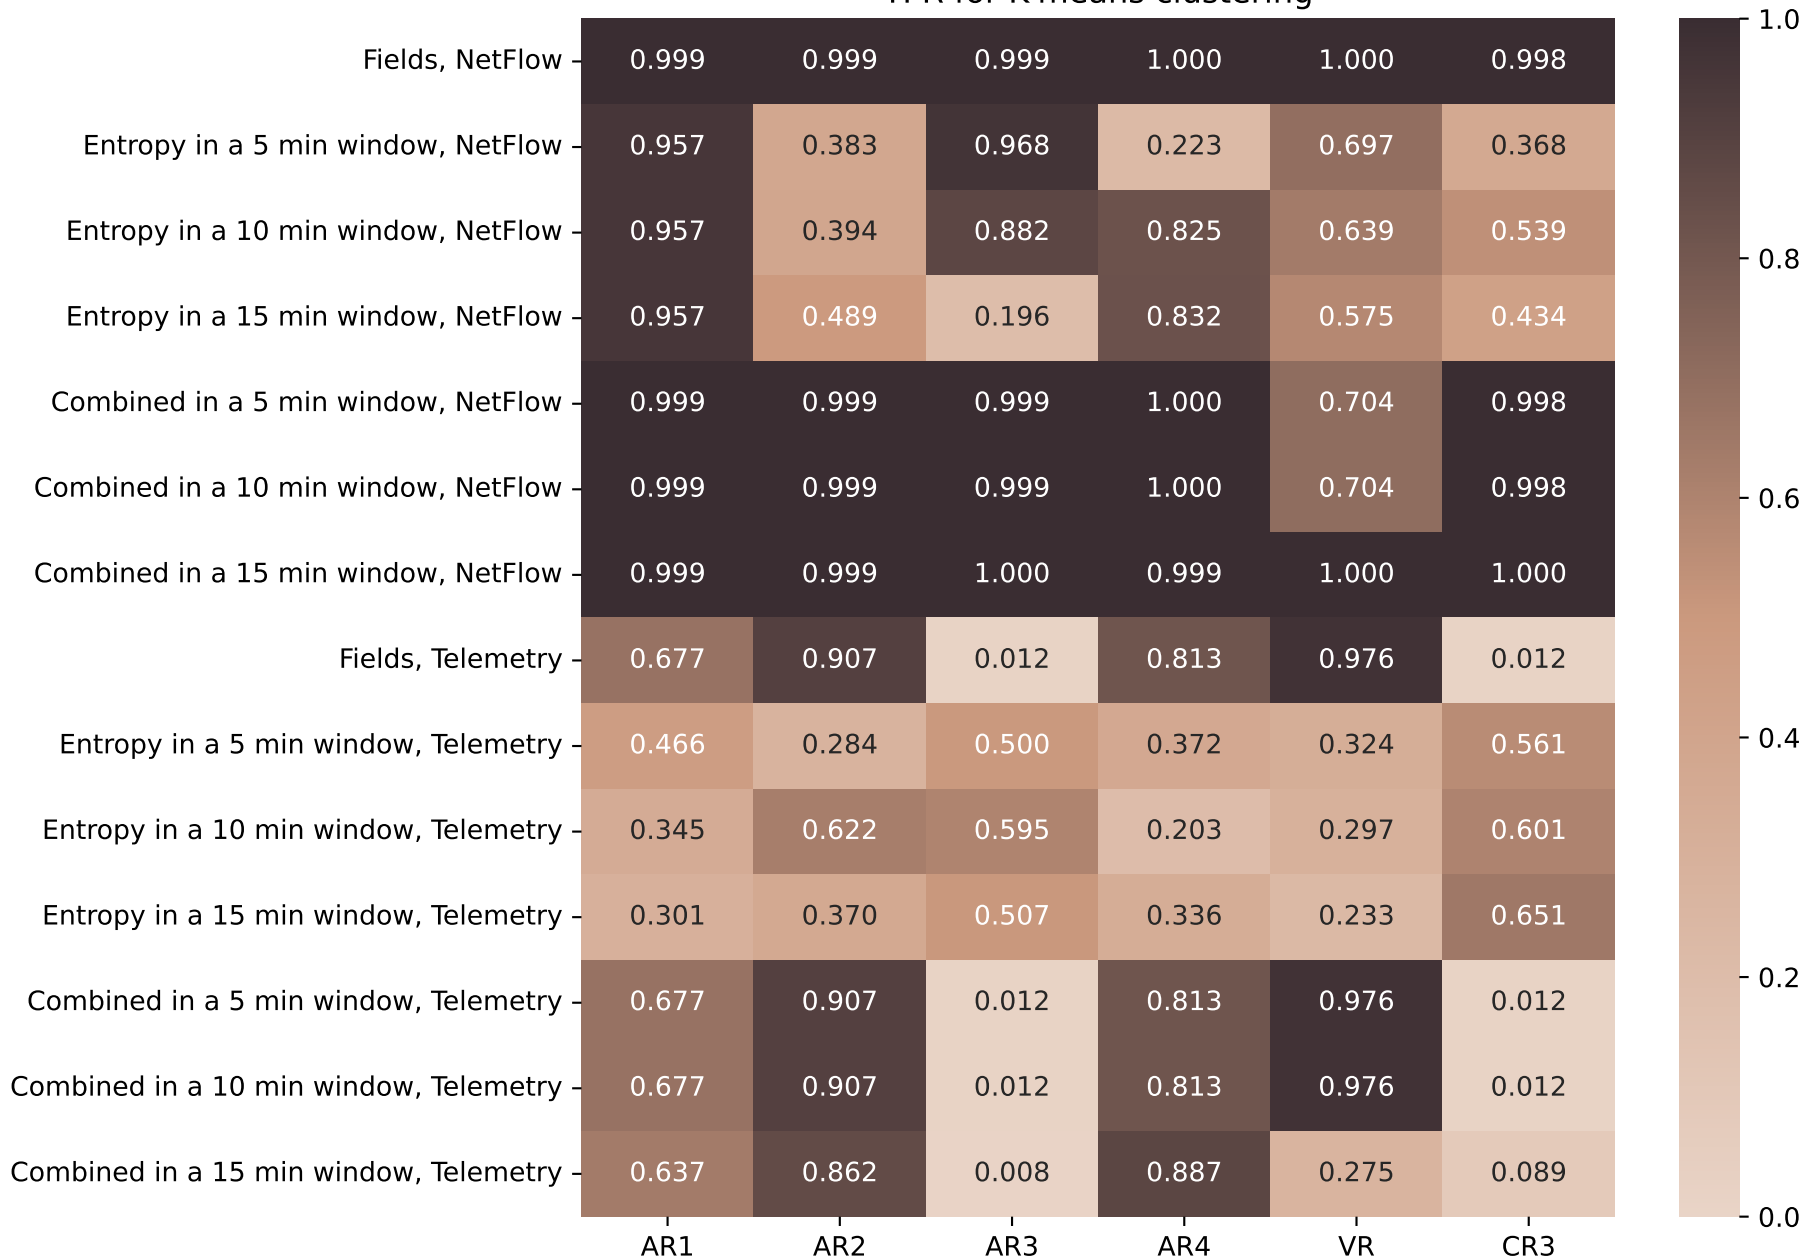 Fields, NetFlow 0.999 0.999 0.999 1.000 1.000 0.998
Entropy in a 5 min window, NetFlow 0.957 0.383 0.968 0.223 0.697 0.368
Entropy in a 10 min window, NetFlow 0.957 0.394 0.882 0.825 0.639 0.539
Entropy in a 15 min window, NetFlow 0.957 0.489 0.196 0.832 0.575 0.434
Combined in a 5 min window, NetFlow 0.999 0.999 0.999 1.000 0.704 0.998
Combined in a 10 min window, NetFlow 0.999 0.999 0.999 1.000 0.704 0.998
Combined in a 15 min window, NetFlow 0.999 0.999 1.000 0.999 1.000 1.000
Fields, Telemetry 0.677 0.907 0.012 0.813 0.976 0.012
Entropy in a 5 min window, Telemetry 0.466 0.284 0.500 0.372 0.324 0.561
Entropy in a 10 min window, Telemetry 0.345 0.622 0.595 0.203 0.297 0.601
Entropy in a 15 min window, Telemetry 0.301 0.370 0.507 0.336 0.233 0.651
Combined in a 5 min window, Telemetry 0.677 0.907 0.012 0.813 0.976 0.012
Combined in a 10 min window, Telemetry 0.677 0.907 0.012 0.813 0.976 0.012
Combined in a 15 min window, Telemetry 0.637 0.862 0.008 0.887 0.275 0.089
AR1 AR2 AR3 AR4 VR CR3
1.0
0.8
0.6
0.4
0.2
0.0